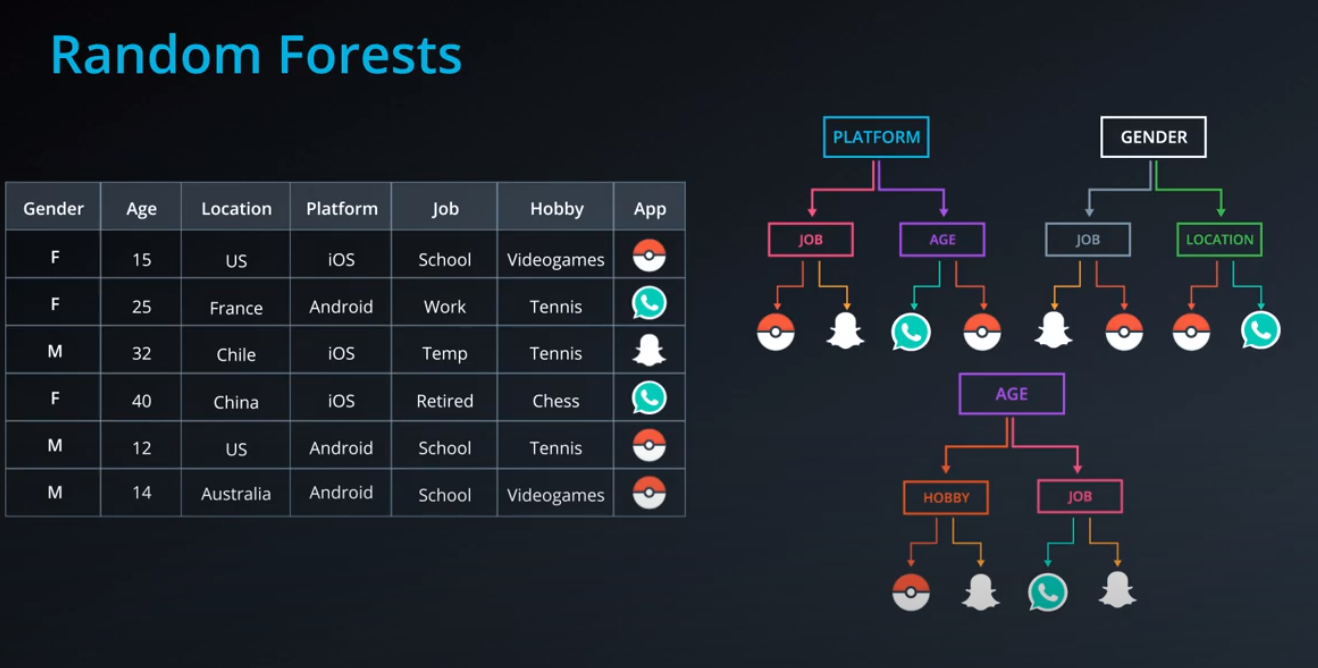 Random Forests
Gender Age Location Platform Job Hobby App
F 15 US iOS School Videogames
F 25 France Android Work Tennis
M 32 Chile iOS Temp Tennis
F 40 China iOS Retired Chess
M 12 US Android School Tennis
M 14 Australia Android School Videogames
PLATFORM
JOB AGE
GENDER
JOB LOCATION
AGE
HOBBY JOB